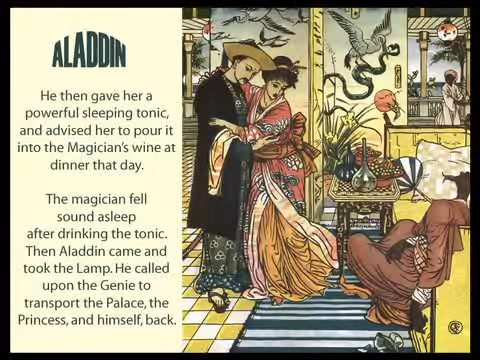 ALADDIN
He then gave her a
powerful sleeping tonic,
and advised her to pour it
into the Magician's wine at
dinner that day.
The magician fell
sound asleep
after drinking the tonic.
Then Aladdin came and
took the Lamp. He called
upon the Genie to
transport the Palace, the
Princess, and himself, back.